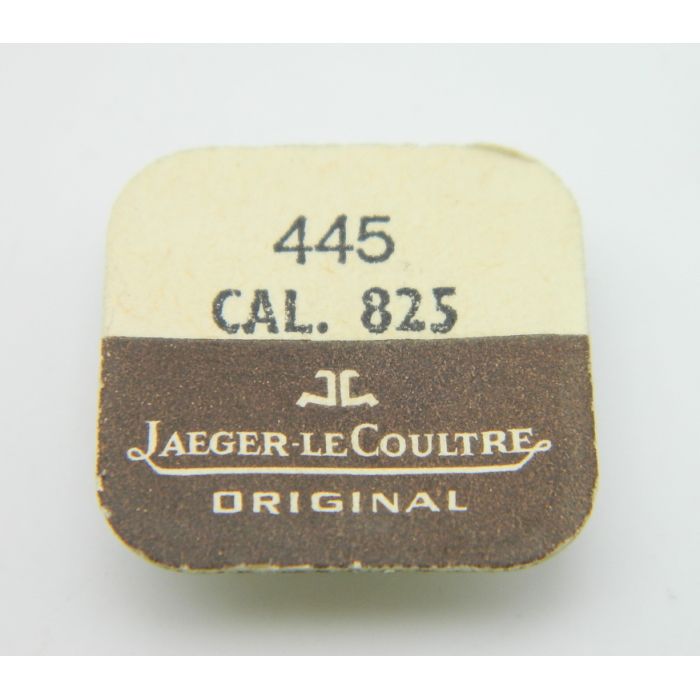 445
CAL. 825
JAEGER-LECOULTRE
ORIGINAL